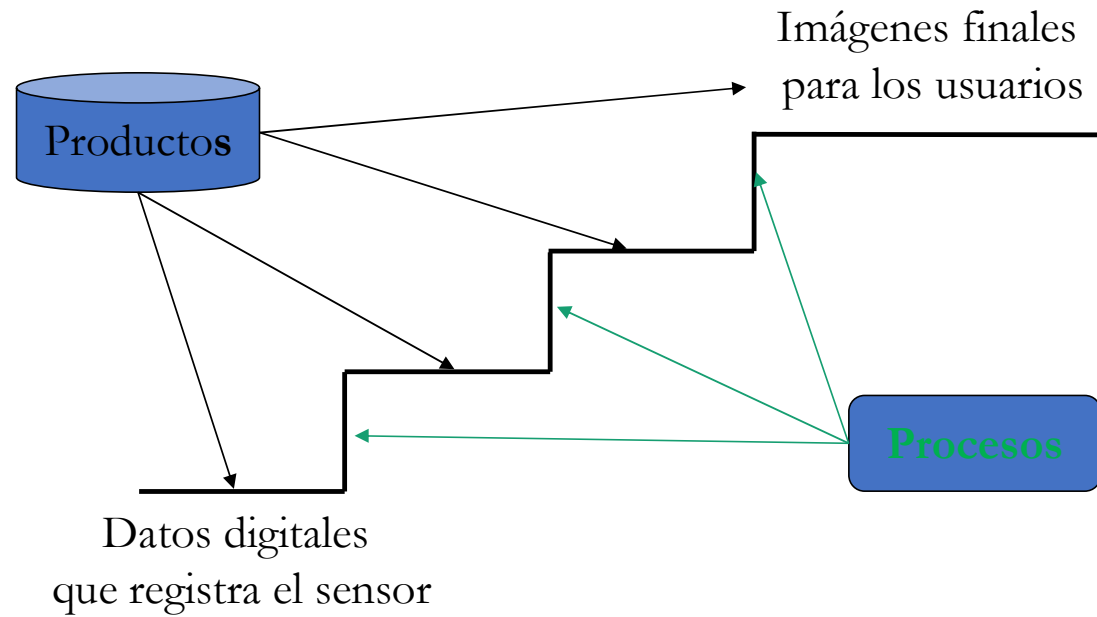 Imágenes finales
para los usuarios
Productos
Procesos
Datos digitales
que registra el sensor